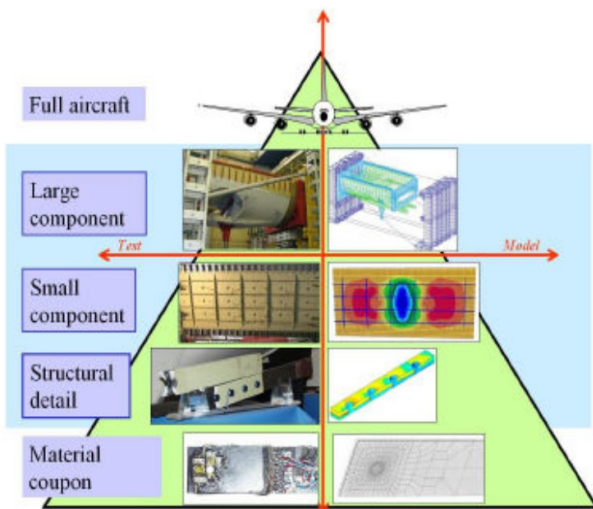 Full aircraft
Large
component
Test
Model
Small
component
Structural
detail
Material
coupon